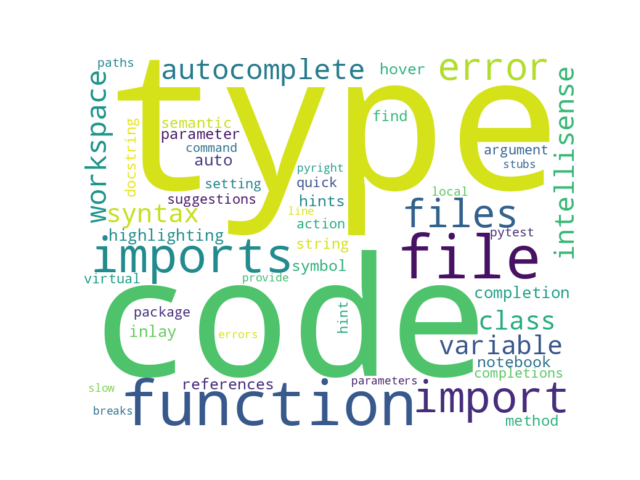 paths
autocomplete
hover
error
type
workspace
docstring
semantic
parameter
command
auto
find
argument
stubs
intellisense
pyright
setting
quick
suggestions
hints
local
line
syntax
action
files
pytest
highlighting
string
imports
symbol
file
virtual
provide
code
completion
package
inlay
errors
hint
class
variable
notebook
completions
references
parameters
slow
function
import
breaks
method